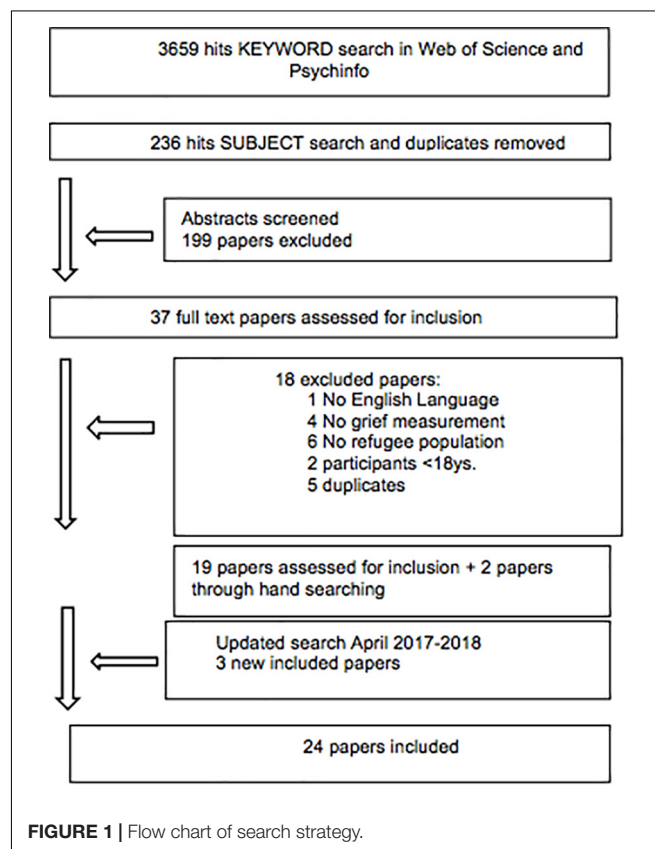 3659 hits KEYWORD search in Web of Science and
Psychinfo
236 hits SUBJECT search and duplicates removed
Abstracts screened
199 papers excluded
37 full text papers assessed for inclusion
18 excluded papers:
1 No English Language
4 No grief measurement
6 No refugee population
2 participants <18ys.
5 duplicates
19 papers assessed for inclusion + 2 papers
through hand searching
Updated search April 2017-2018
3 new included papers
24 papers included
FIGURE 1 | Flow chart of search strategy.